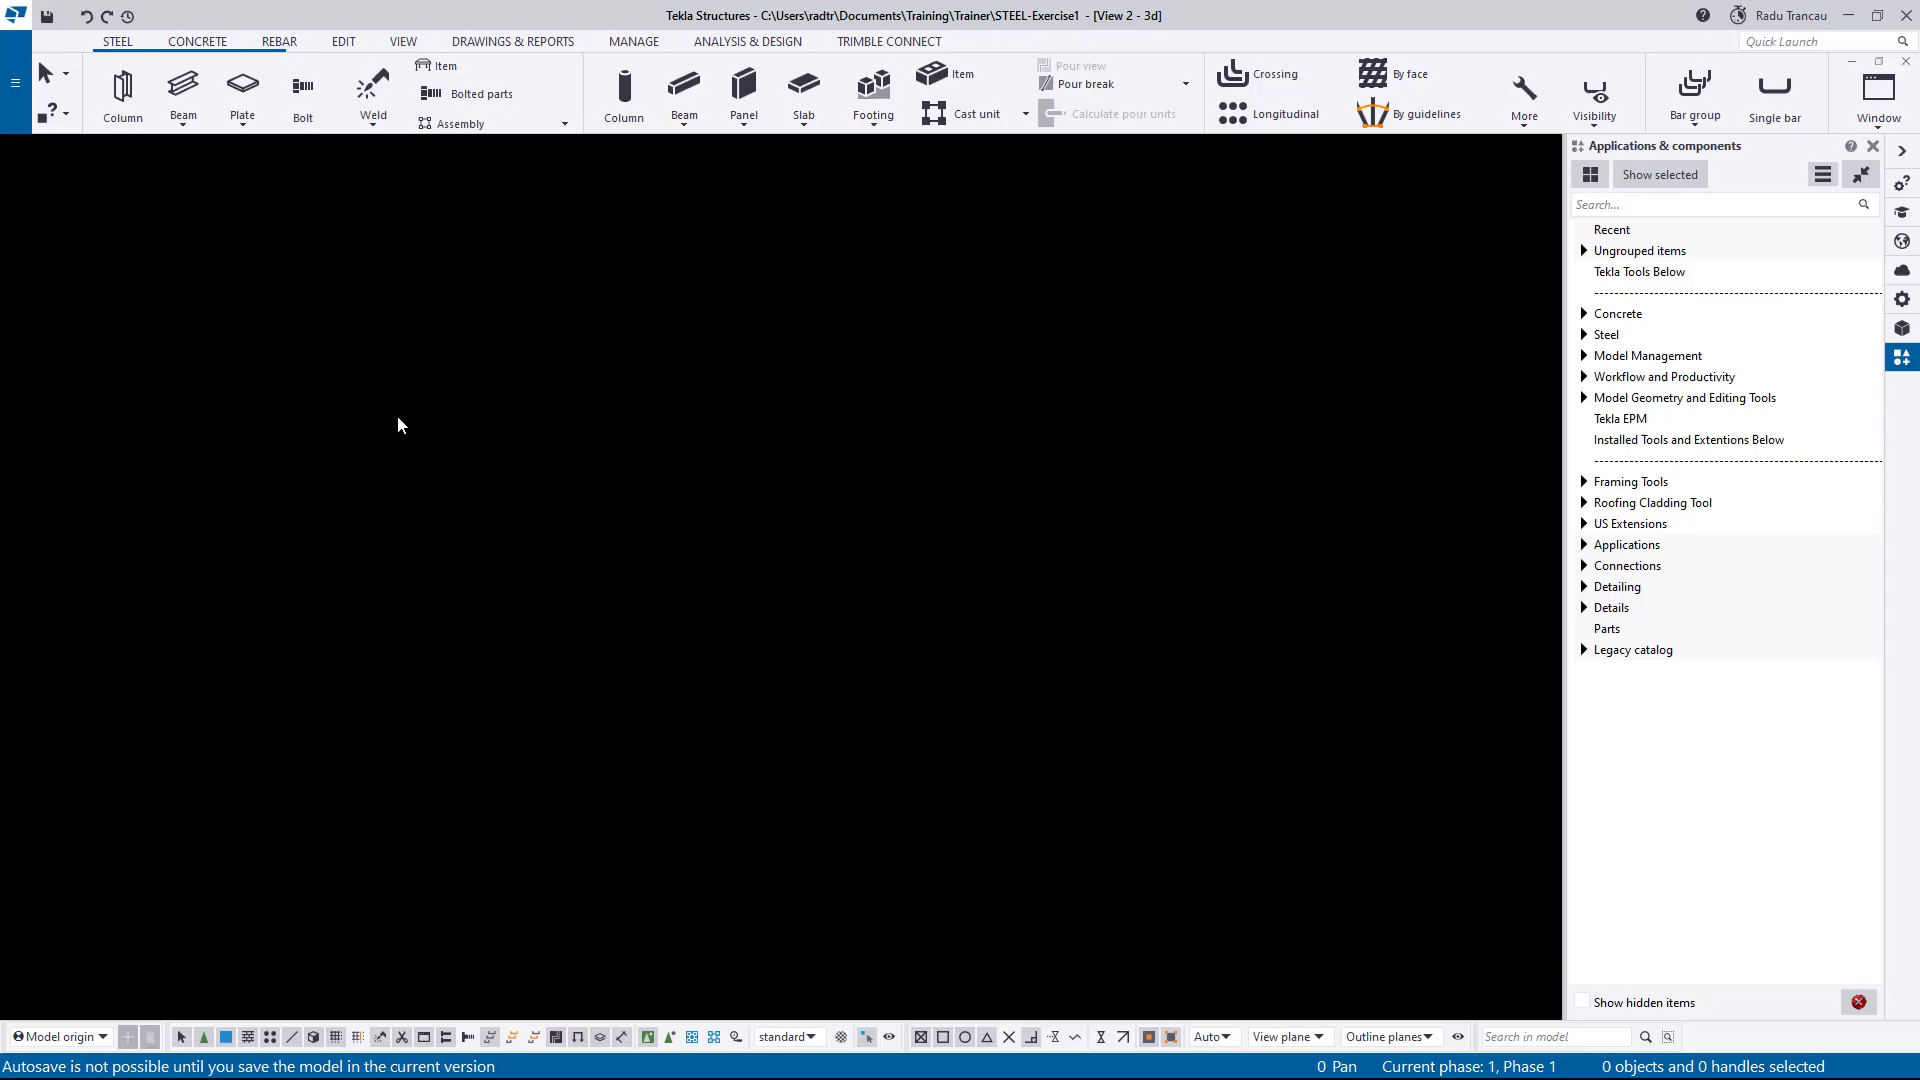 Tekla Structures - C:\Users\radtr\Documents\Training\Trainer\STEEL-Exercise1 - [View 2 - 3d]
Radu Trancau
STEEL
CONCRETE
REBAR
EDIT
VIEW
DRAWINGS & REPORTS
MANAGE
ANALYSIS & DESIGN
TRIMBLE CONNECT
Quick Launch
Column
Beam
Plate
Bolt
Weld
Item
Bolted parts
Assembly
Column
Beam
Panel
Slab
Footing
Item
Cast unit
Pour view
Pour break
Calculate pour units
Crossing
Longitudinal
By face
By guidelines
More
Visibility
Bar group
Single bar
Window
Applications & components
Show selected
Search...
Recent
Ungrouped items
Tekla Tools Below
Concrete
Steel
Model Management
Workflow and Productivity
Model Geometry and Editing Tools
Tekla EPM
Installed Tools and Extentions Below
Framing Tools
Roofing Cladding Tool
US Extensions
Applications
Connections
Detailing
Details
Parts
Legacy catalog
Show hidden items
Model origin
standard
Auto
View plane
Outline planes
Search in model
Autosave is not possible until you save the model in the current version
0 Pan
Current phase: 1, Phase 1
0 objects and 0 handles selected